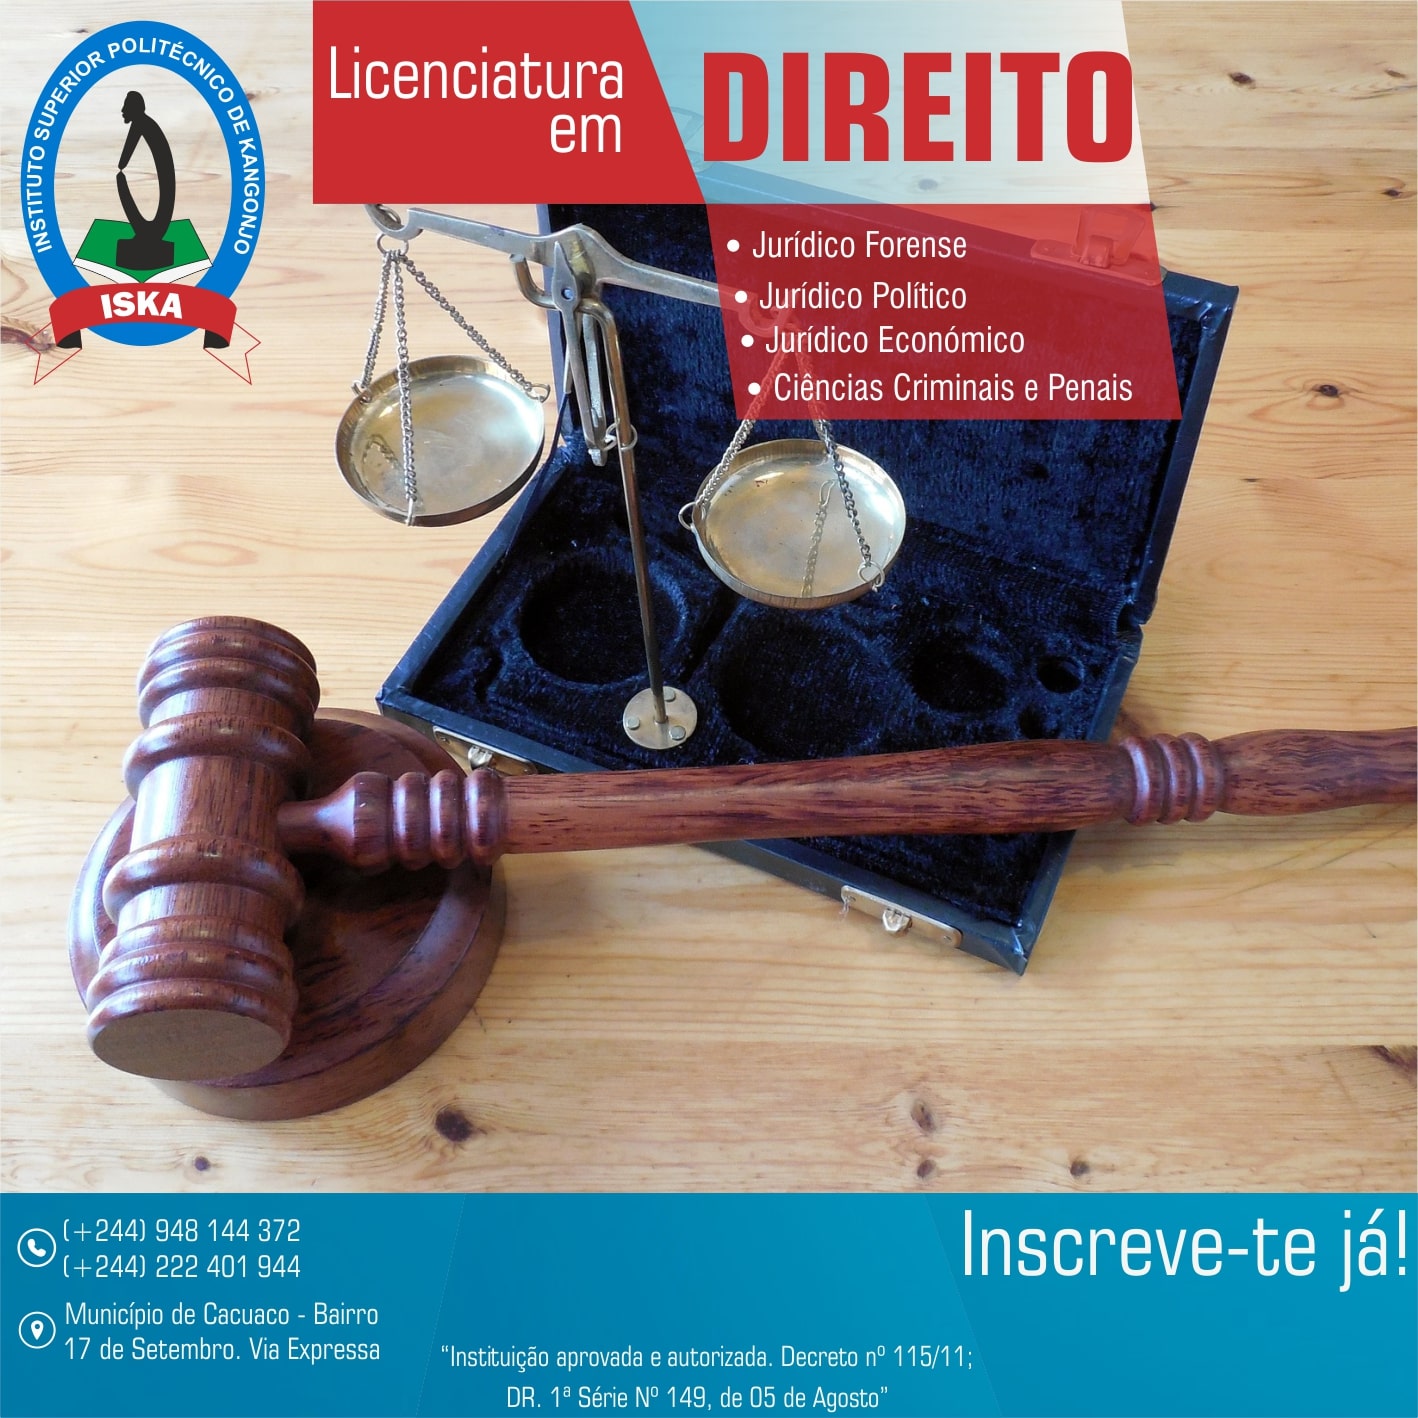 INSTITUTO SUPERIOR POLITÉCNICO DE KANGONJO
ISKA
Licenciatura
em
DIREITO
• Jurídico Forense
• Jurídico Político
• Jurídico Económico
• Ciências Criminais e Penais
(+244) 948 144 372
(+244) 222 401 944
Município de Cacuaco - Bairro
17 de Setembro. Via Expressa
Inscreve-te já!
“Instituição aprovada e autorizada. Decreto nº 115/11;
DR. 1ª Série Nº 149, de 05 de Agosto”